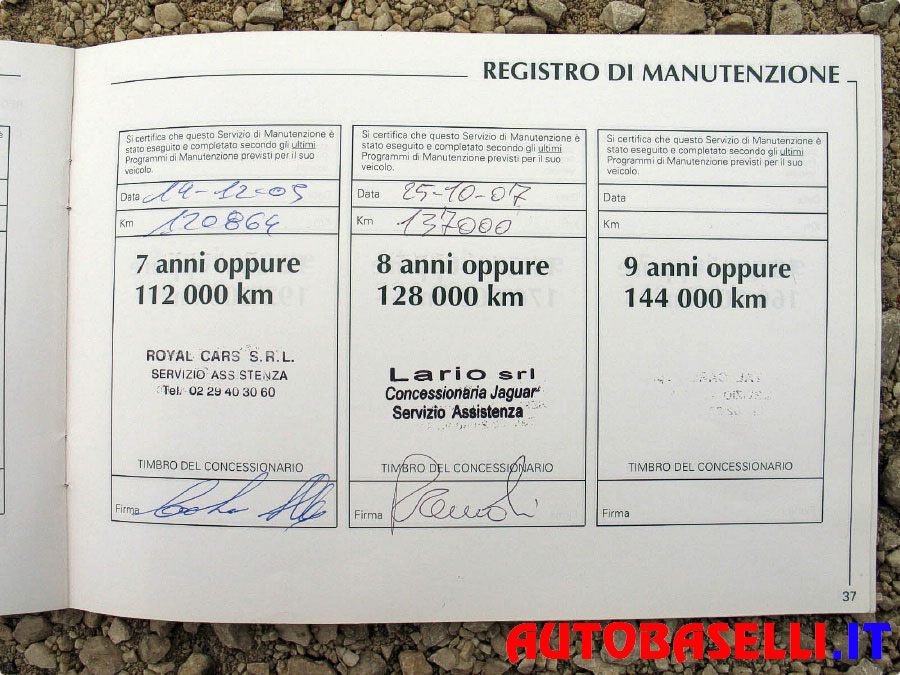 REGISTRO DI MANUTENZIONE
Si certifica che questo Servizio di Manutenzione è
stato eseguito e completato secondo gli ultimi
Programmi di Manutenzione previsti per il suo
veicolo.
Data 14-12-05
Km 120864
7 anni oppure
112 000 km
ROYAL CARS S.R.L.
SERVIZIO ASSISTENZA
Tel. 02 29 40 30 60
TIMBRO DEL CONCESSIONARIO
Firma
Si certifica che questo Servizio di Manutenzione è
stato eseguito e completato secondo gli ultimi
Programmi di Manutenzione previsti per il suo
veicolo.
Data 25-10-07
Km 137000
8 anni oppure
128 000 km
Lario srl
Concessionaria Jaguar
Servizio Assistenza
TIMBRO DEL CONCESSIONARIO
Firma
Si certifica che questo Servizio di Manutenzione è
stato eseguito e completato secondo gli ultimi
Programmi di Manutenzione previsti per il suo
veicolo.
Data
Km
9 anni oppure
144 000 km
TIMBRO DEL CONCESSIONARIO
Firma
37
AUTOBASELLI.IT